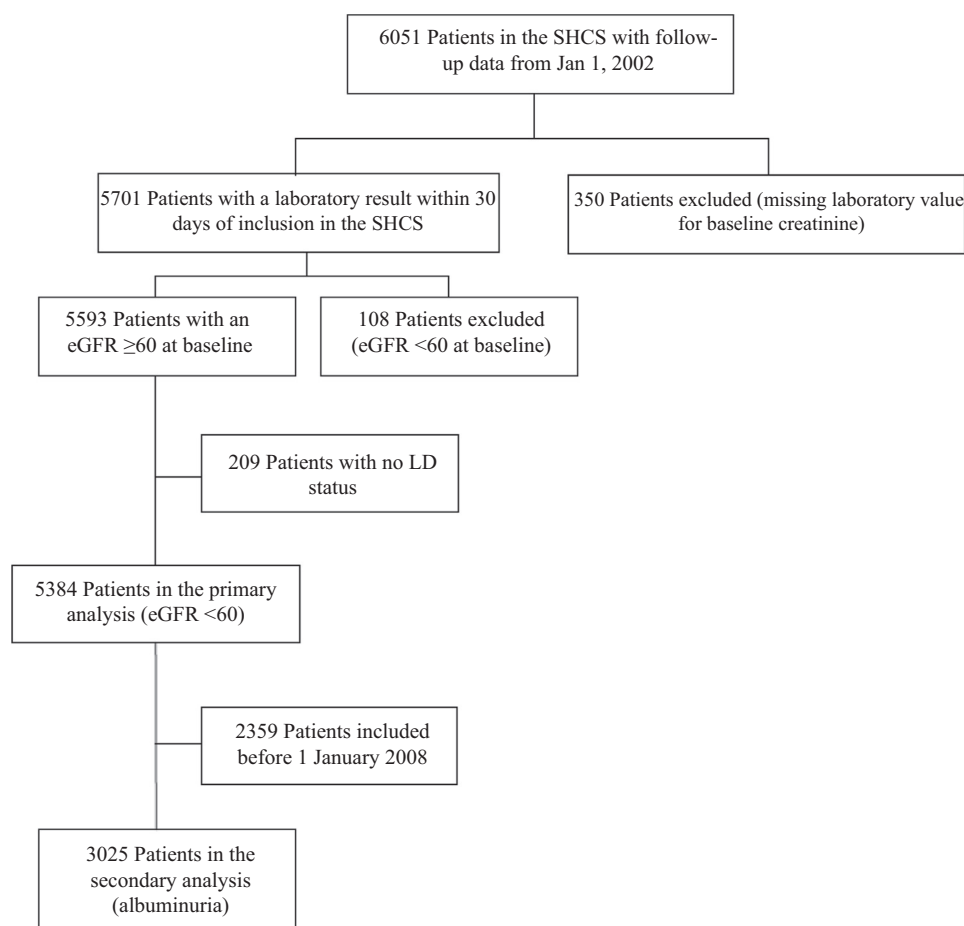 6051 Patients in the SHCS with follow-
up data from Jan 1, 2002
5701 Patients with a laboratory result within 30
days of inclusion in the SHCS
350 Patients excluded (missing laboratory value
for baseline creatinine)
5593 Patients with an
eGFR ≥60 at baseline
108 Patients excluded
(eGFR <60 at baseline)
209 Patients with no LD
status
5384 Patients in the primary
analysis (eGFR <60)
2359 Patients included
before 1 January 2008
3025 Patients in the
secondary analysis
(albuminuria)